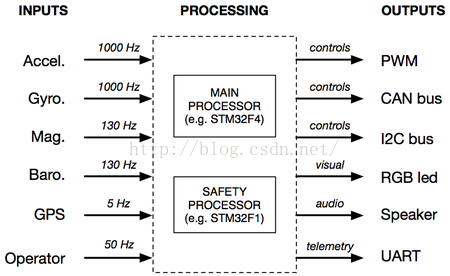 INPUTS PROCESSING OUTPUTS
Accel. 1000 Hz controls PWM
Gyro. 1000 Hz MAIN PROCESSOR (e.g. STM32F4) controls CAN bus
Mag. 130 Hz controls I2C bus
http://blog.csdn.net/
Baro. 130 Hz visual RGB led
GPS 5 Hz SAFETY PROCESSOR (e.g. STM32F1) audio Speaker
Operator 50 Hz telemetry UART